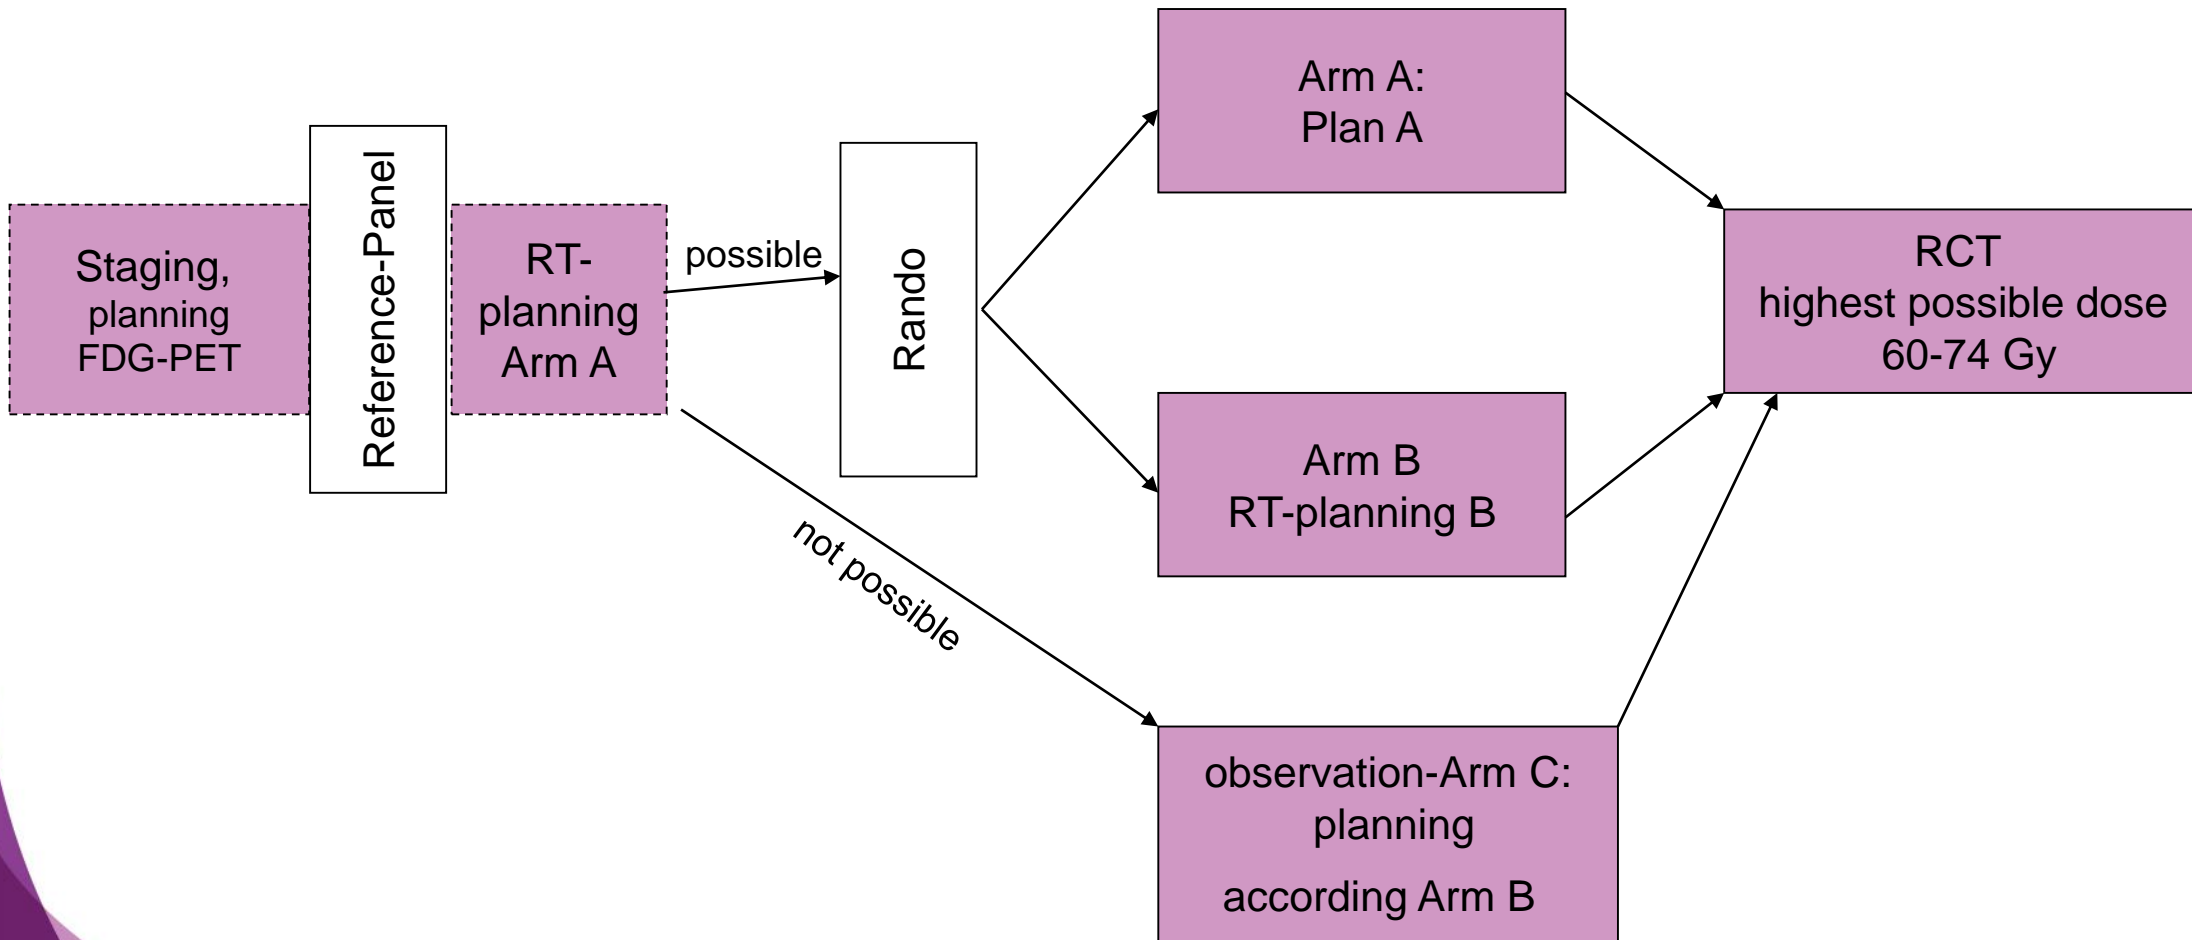 Staging,
planning
FDG-PET
Reference-Panel
RT-
planning
Arm A
possible
not possible
Rando
Arm A:
Plan A
Arm B
RT-planning B
observation-Arm C:
planning
according Arm B
RCT
highest possible dose
60-74 Gy